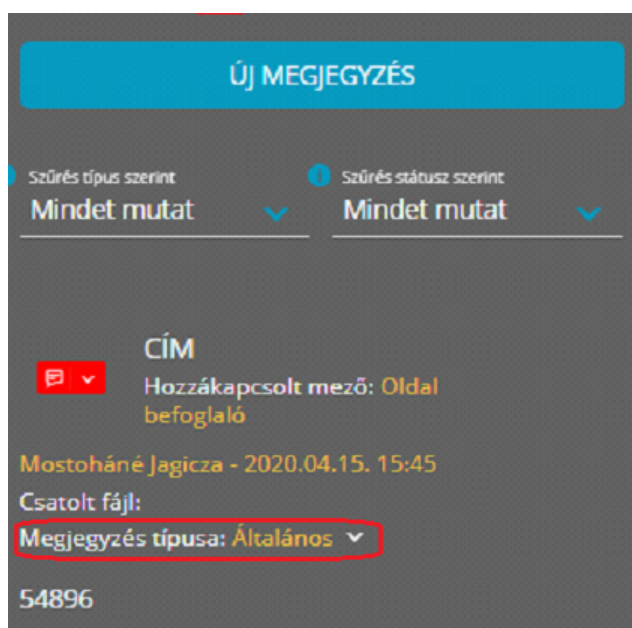 ÚJ MEGJEGYZÉS
Szűrés típus szerint
Szűrés státusz szerint
Mindet mutat
Mindet mutat
CÍM
Hozzákapcsolt mező: Oldal
befoglaló
Mostoháné Jagicza - 2020.04.15. 15:45
Csatolt fájl:
Megjegyzés típusa: Általános
54896